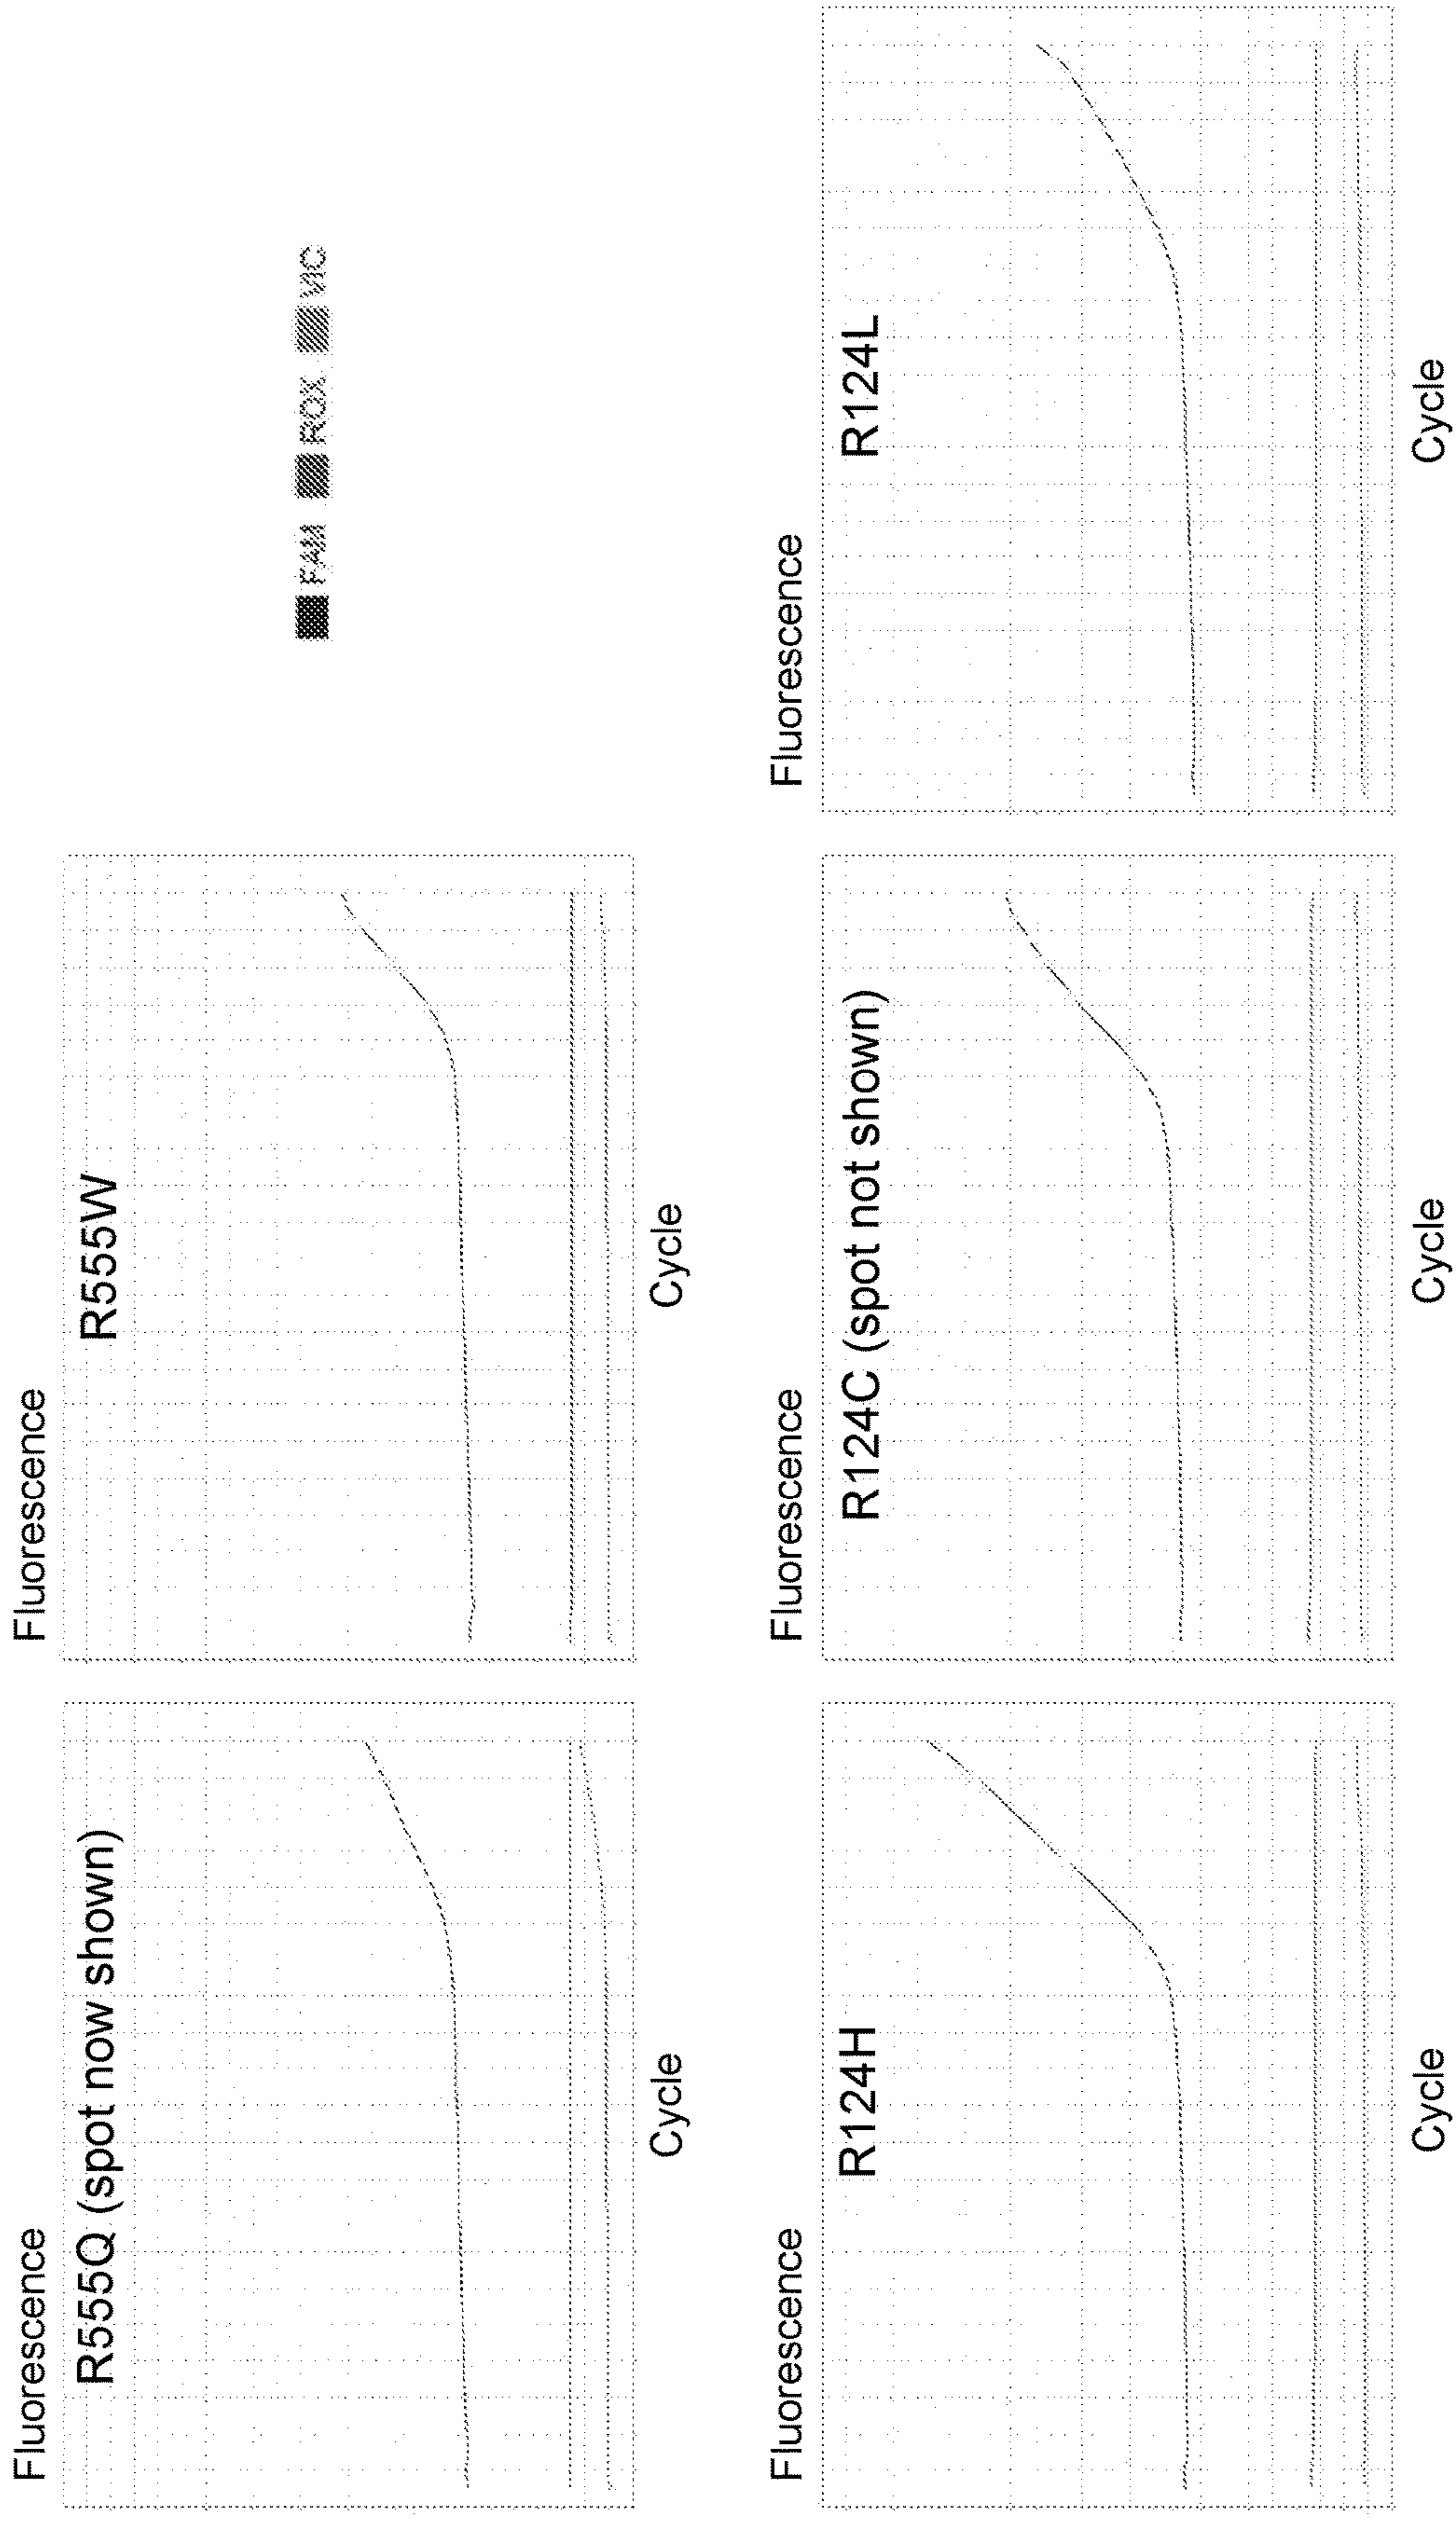 Fluorescence
R555Q (spot now shown)
Cycle
Fluorescence
R555W
Cycle
FAM ROX VIC
Fluorescence
R124H
Cycle
Fluorescence
R124C (spot not shown)
Cycle
Fluorescence
R124L
Cycle